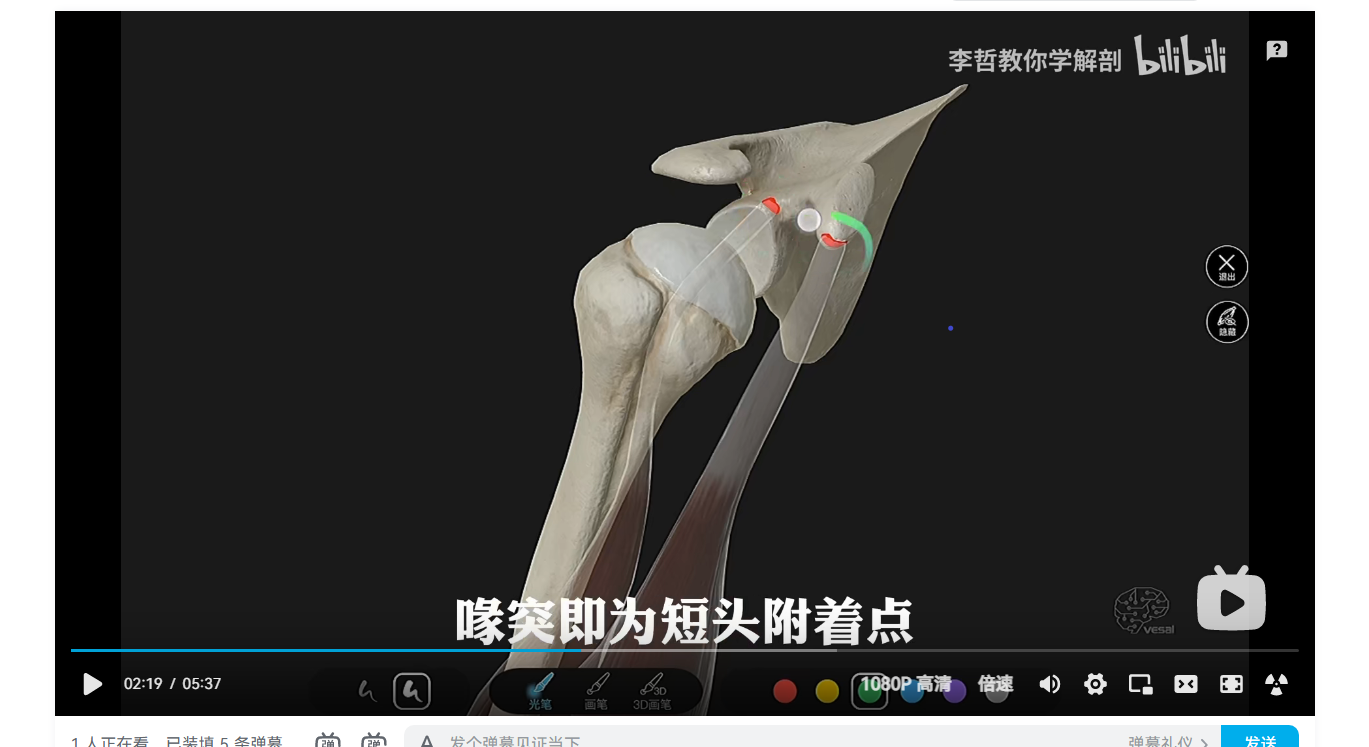 李哲教你学解剖 bilibili
?
退出
隐藏
喙突即为短头附着点
vesal
02:19 / 05:37
光笔 画笔 3D画笔 1080P 高清 倍速
1 人正在看，已装填 5 条弹幕 弹 弹 A 发个弹幕见证当下 弹幕礼仪 > 发送